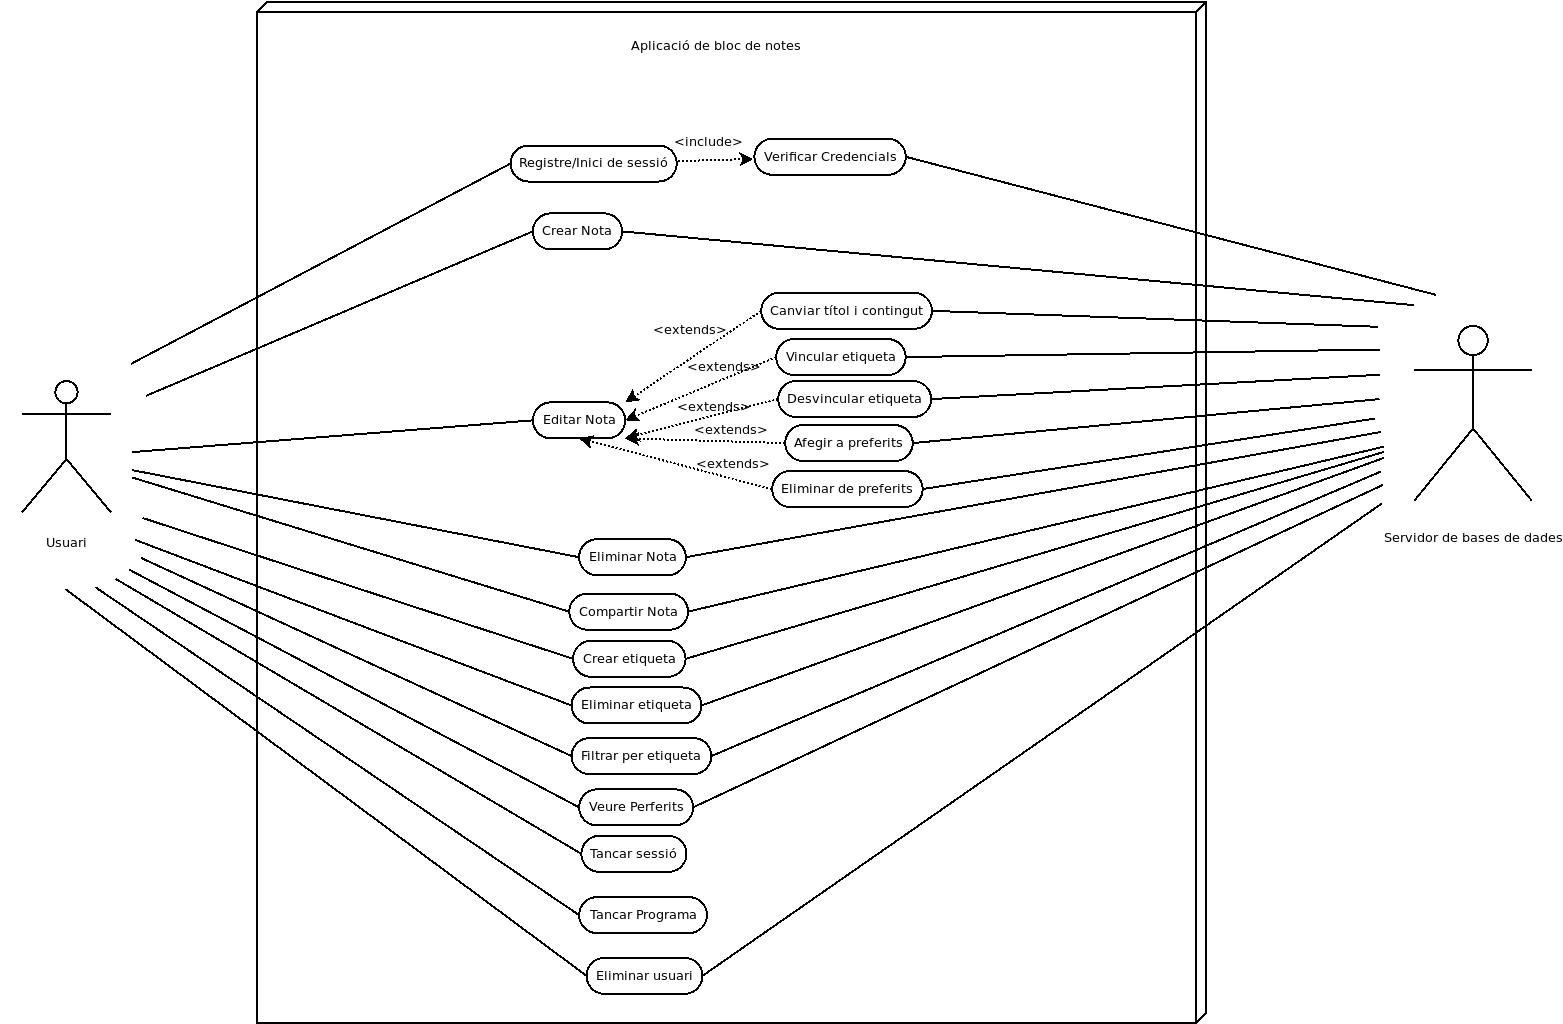 Aplicació de bloc de notes
<include>
Registre/Inici de sessió
Verificar Credencials
Crear Nota
Canviar títol i contingut
<extends>
Vincular etiqueta
<extends>
Desvincular etiqueta
<extends>
Editar Nota
<extends>
Afegir a preferits
<extends>
Eliminar de preferits
Usuari
Servidor de bases de dades
Eliminar Nota
Compartir Nota
Crear etiqueta
Eliminar etiqueta
Filtrar per etiqueta
Veure Perferits
Tancar sessió
Tancar Programa
Eliminar usuari